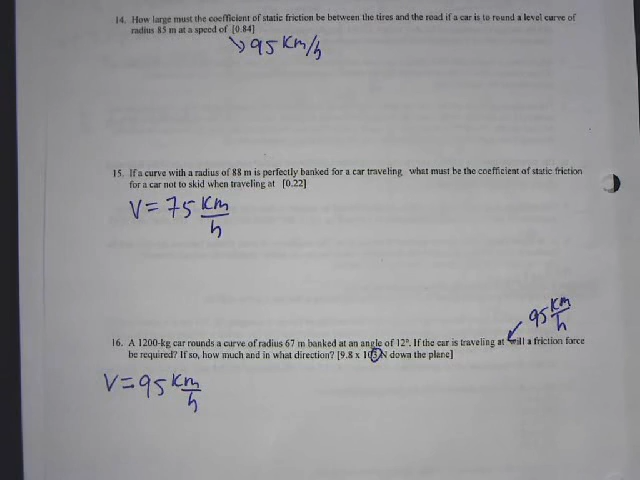 14. How large must the coefficient of static friction be between the tires and the road if a car is to round a level curve of
radius 85 m at a speed of [0.84]
95 Km/h
15. If a curve with a radius of 88 m is perfectly banked for a car traveling what must be the coefficient of static friction
for a car not to skid when traveling at [0.22]
V = 75 Km/h
95 Km/h
16. A 1200-kg car rounds a curve of radius 67 m banked at an angle of 12°. If the car is traveling at will a friction force
be required? If so, how much and in what direction? [9.8 x 103 N down the plane]
V = 95 Km/h